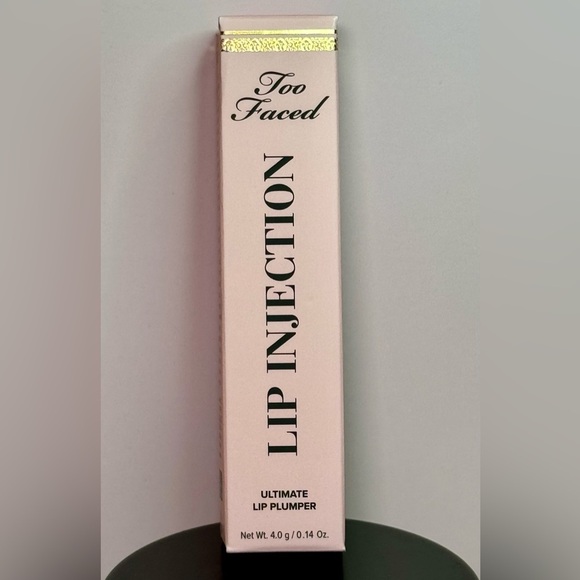 Too
Faced
LIP INJECTION
ULTIMATE
LIP PLUMPER
Net Wt. 4.0 g / 0.14 Oz.